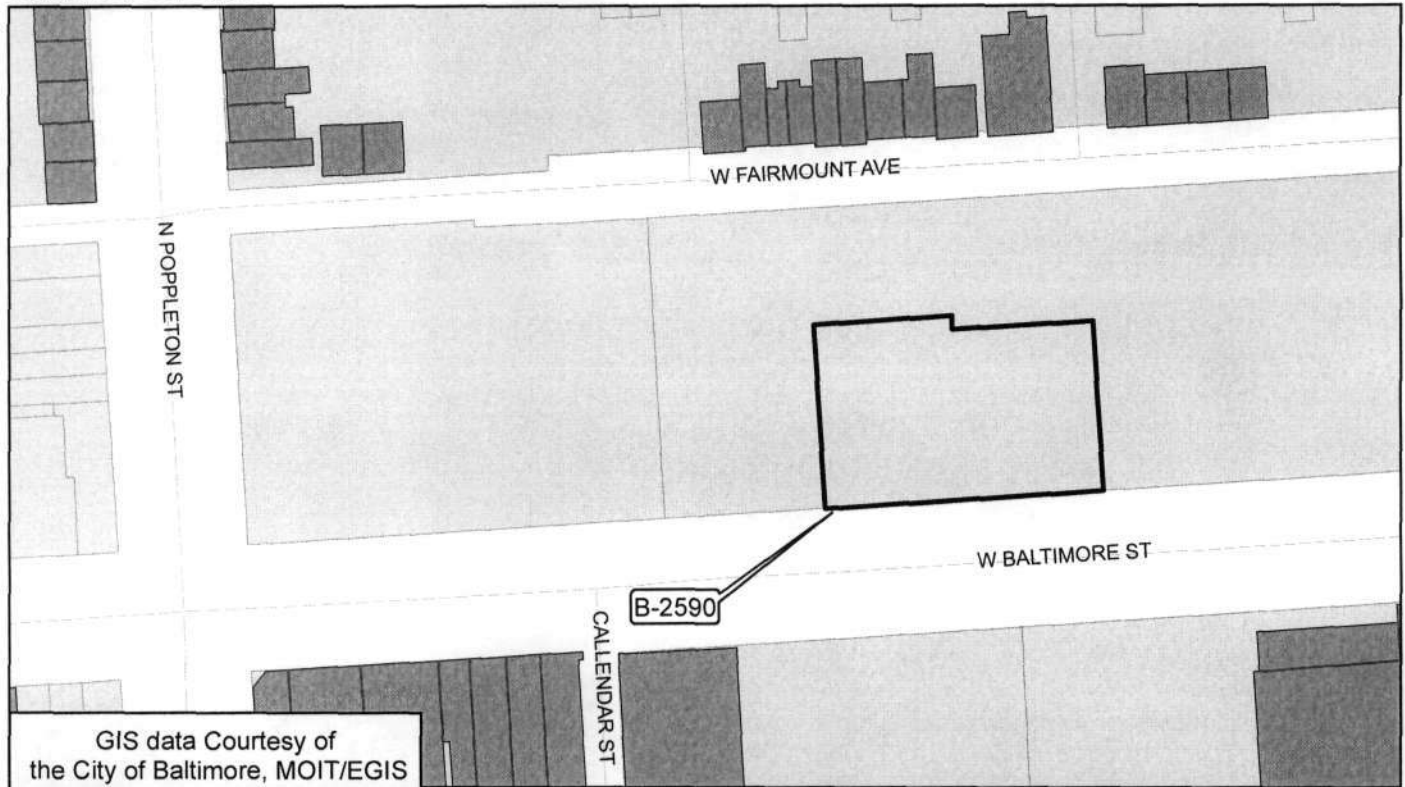 W FAIRMOUNT AVE
N POPPLETON ST
W BALTIMORE ST
B-2590
CALLENDAR ST
GIS data Courtesy of
the City of Baltimore, MOIT/EGIS